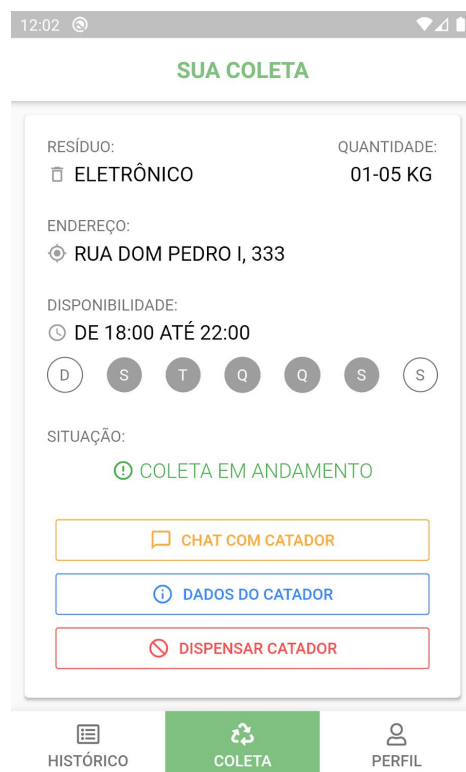 12:02
SUA COLETA
RESÍDUO: QUANTIDADE:
ELETRÔNICO 01-05 KG
ENDEREÇO:
RUA DOM PEDRO I, 333
DISPONIBILIDADE:
DE 18:00 ATÉ 22:00
D S T Q Q S S
SITUAÇÃO:
COLETA EM ANDAMENTO
CHAT COM CATADOR
DADOS DO CATADOR
DISPENSAR CATADOR
HISTÓRICO COLETA PERFIL